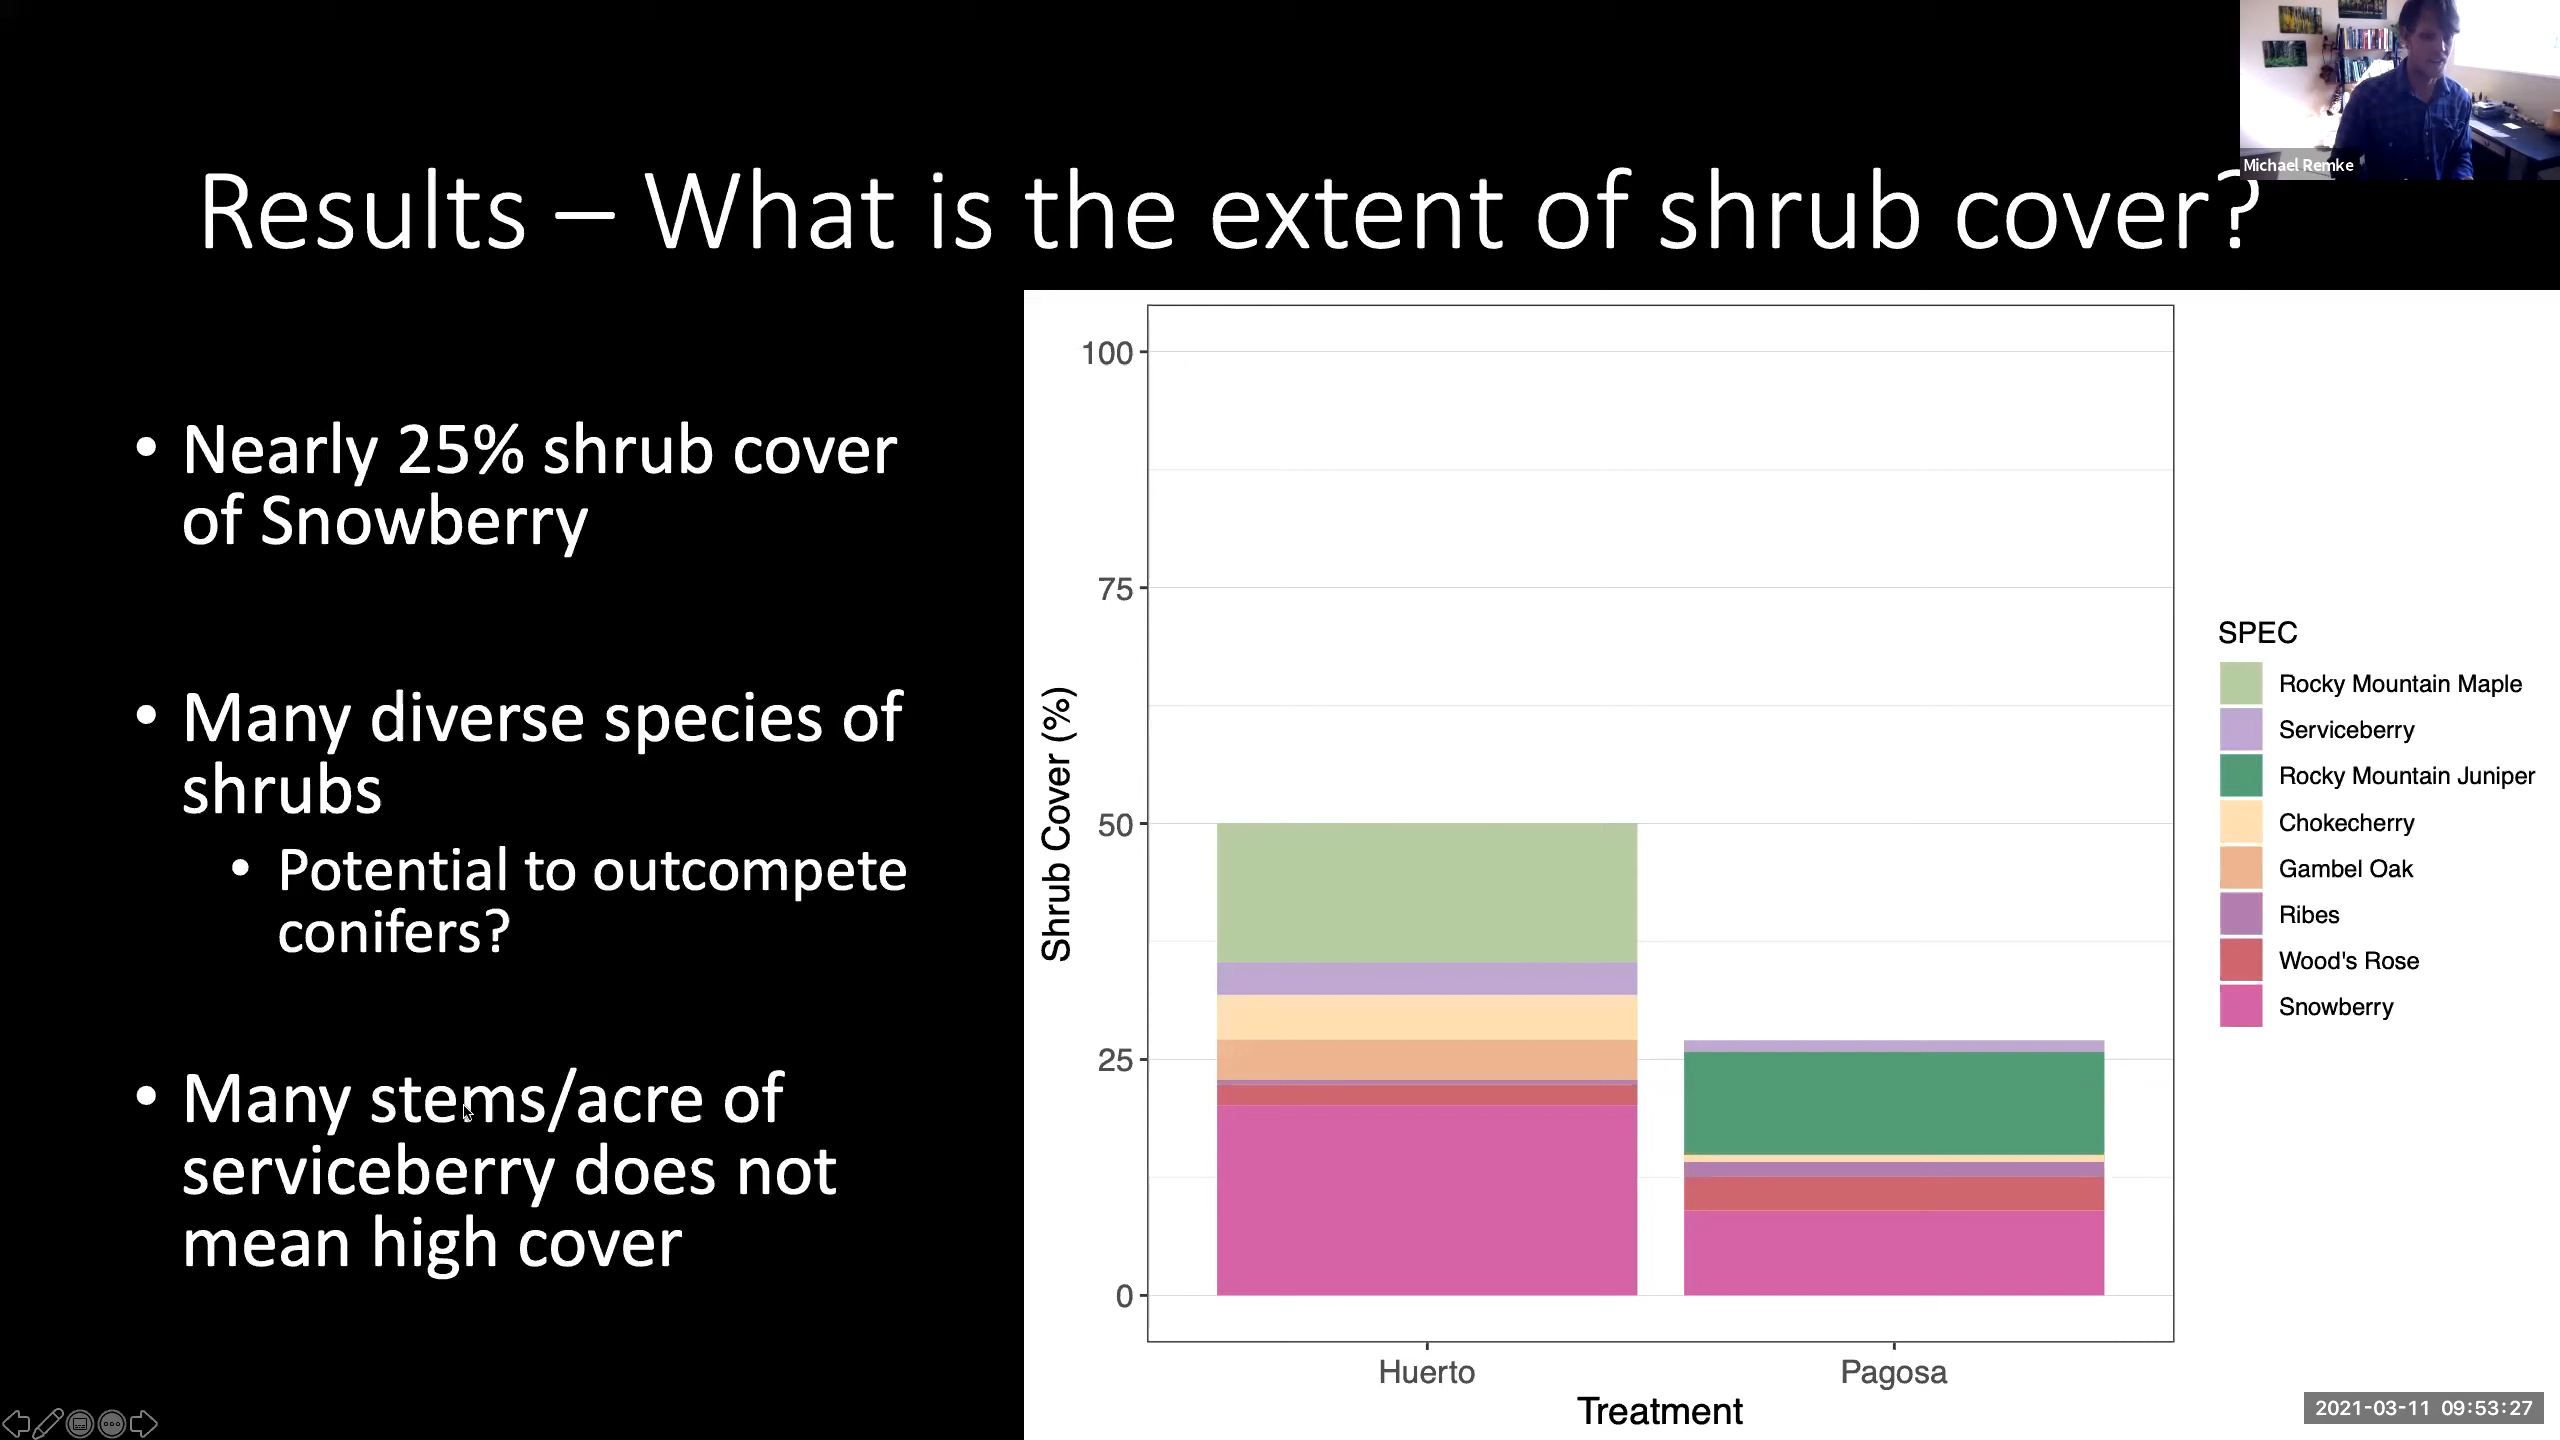 Michael Remke
Results – What is the extent of shrub cover?
• Nearly 25% shrub cover
of Snowberry
• Many diverse species of
shrubs
• Potential to outcompete
conifers?
• Many stems/acre of
serviceberry does not
mean high cover
Shrub Cover (%)
100
75
50
25
0
Huerto
Pagosa
Treatment
SPEC
Rocky Mountain Maple
Serviceberry
Rocky Mountain Juniper
Chokecherry
Gambel Oak
Ribes
Wood's Rose
Snowberry
2021-03-11 09:53:27